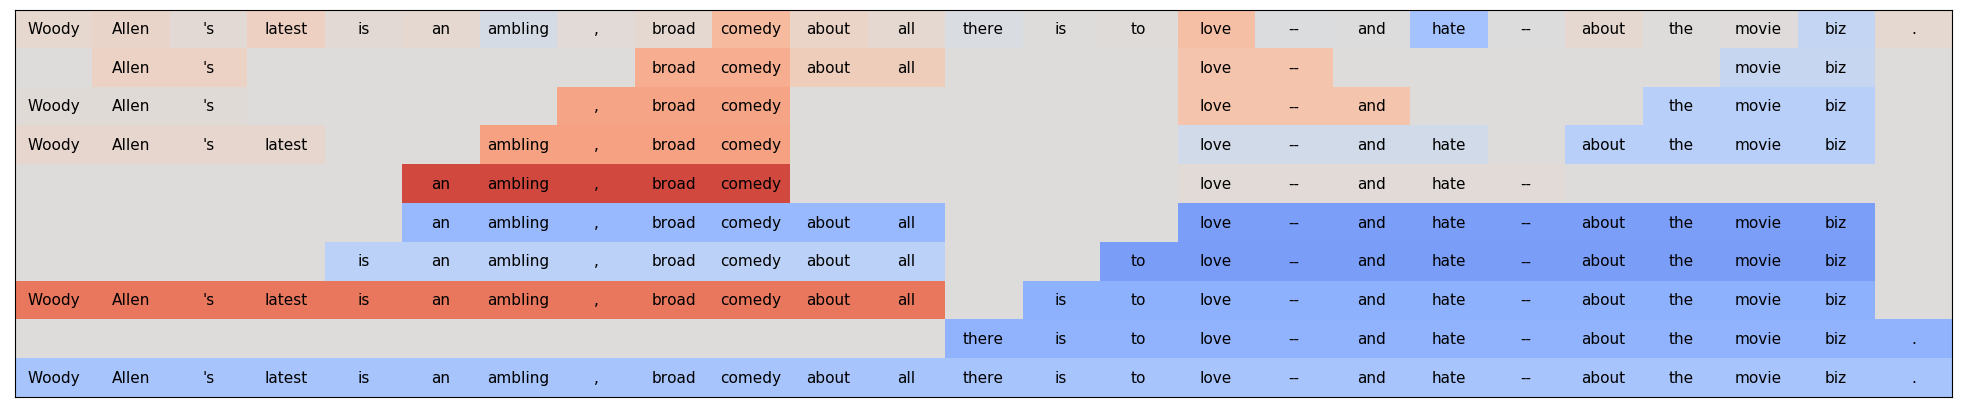 Woody Allen 's latest is an ambling , broad comedy about all there is to love -- and hate -- about the movie biz .
Allen 's broad comedy about all love -- movie biz
Woody Allen 's , broad comedy love -- and the movie biz
Woody Allen 's latest ambling , broad comedy love -- and hate about the movie biz
an ambling , broad comedy love -- and hate --
an ambling , broad comedy about all love -- and hate -- about the movie biz
is an ambling , broad comedy about all to love -- and hate -- about the movie biz
Woody Allen 's latest is an ambling , broad comedy about all is to love -- and hate -- about the movie biz
there is to love -- and hate -- about the movie biz .
Woody Allen 's latest is an ambling , broad comedy about all there is to love -- and hate -- about the movie biz .